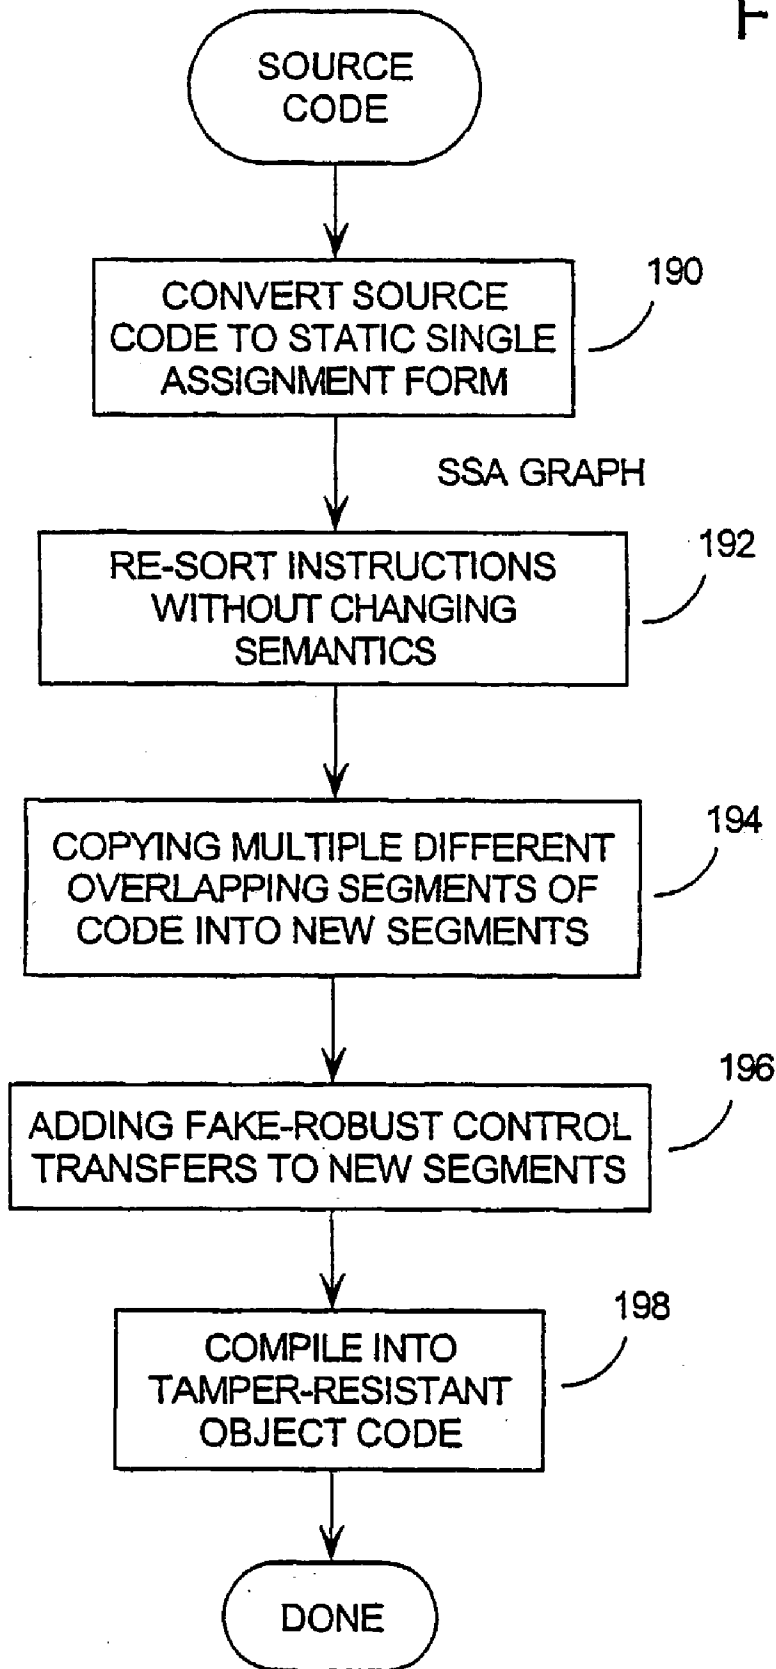 SOURCE
CODE
CONVERT SOURCE
CODE TO STATIC SINGLE
ASSIGNMENT FORM
190
SSA GRAPH
RE-SORT INSTRUCTIONS
WITHOUT CHANGING
SEMANTICS
192
COPYING MULTIPLE DIFFERENT
OVERLAPPING SEGMENTS OF
CODE INTO NEW SEGMENTS
194
ADDING FAKE-ROBUST CONTROL
TRANSFERS TO NEW SEGMENTS
196
COMPILE INTO
TAMPER-RESISTANT
OBJECT CODE
198
DONE